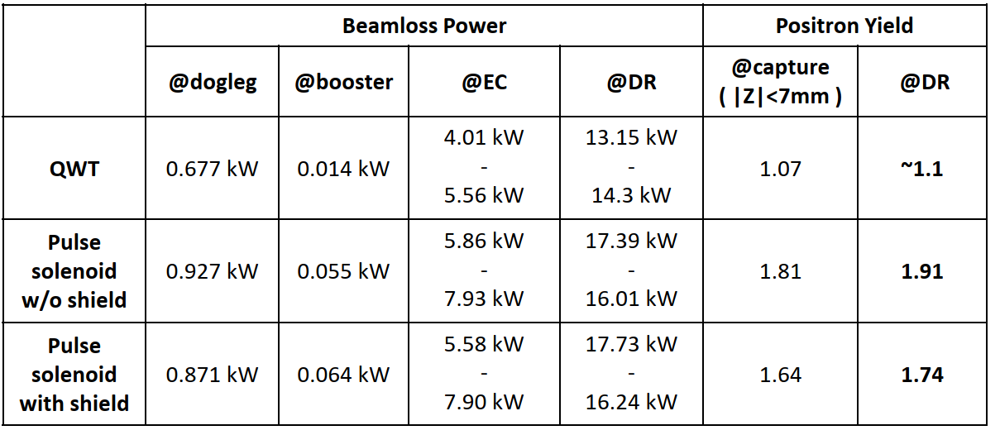 Beamloss Power
Positron Yield
@dogleg
@booster
@EC
@DR
@capture
( |Z|<7mm )
@DR
QWT
0.677 kW
0.014 kW
4.01 kW
-
5.56 kW
13.15 kW
-
14.3 kW
1.07
~1.1
Pulse
solenoid
w/o shield
0.927 kW
0.055 kW
5.86 kW
-
7.93 kW
17.39 kW
-
16.01 kW
1.81
1.91
Pulse
solenoid
with shield
0.871 kW
0.064 kW
5.58 kW
-
7.90 kW
17.73 kW
-
16.24 kW
1.64
1.74